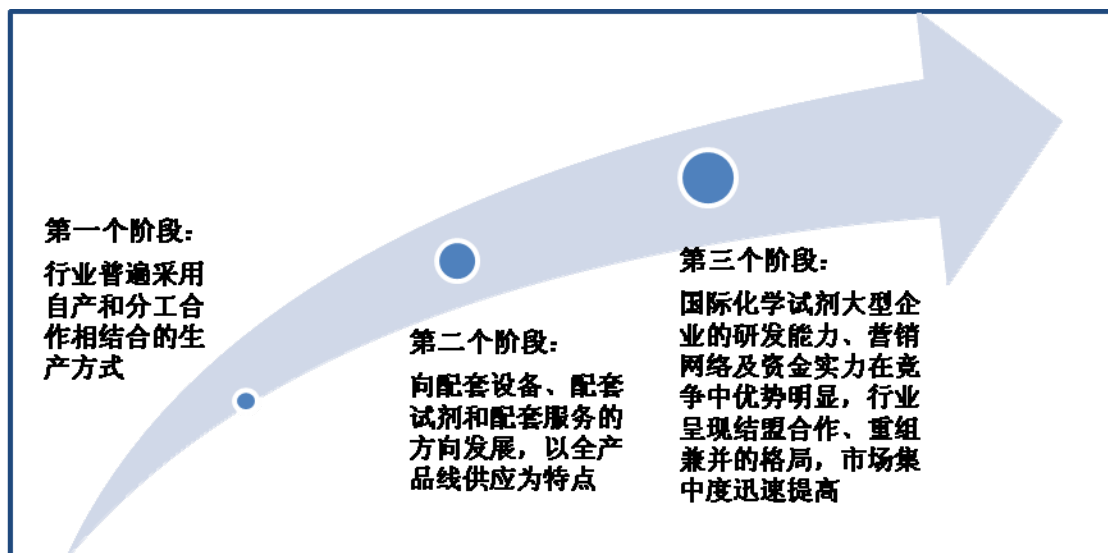 第一个阶段：
行业普遍采用
自产和分工合
作相结合的生
产方式
第二个阶段：
向配套设备、配套
试剂和配套服务的
方向发展，以全产
品线供应为特点
第三个阶段：
国际化学试剂大型企
业的研发能力、营销
网络及资金实力在竞
争中优势明显，行业
呈现结盟合作、重组
兼并的格局，市场集
中度迅速提高